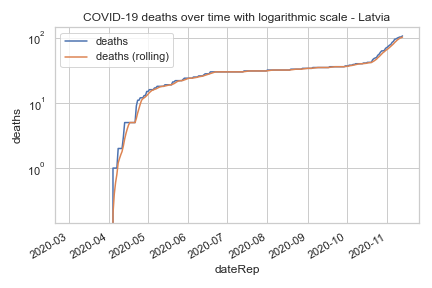 COVID-19 deaths over time with logarithmic scale - Latvia
deaths
deaths (rolling)
10²
10¹
10⁰
deaths
2020-03
2020-04
2020-05
2020-06
2020-07
2020-08
2020-09
2020-10
2020-11
dateRep